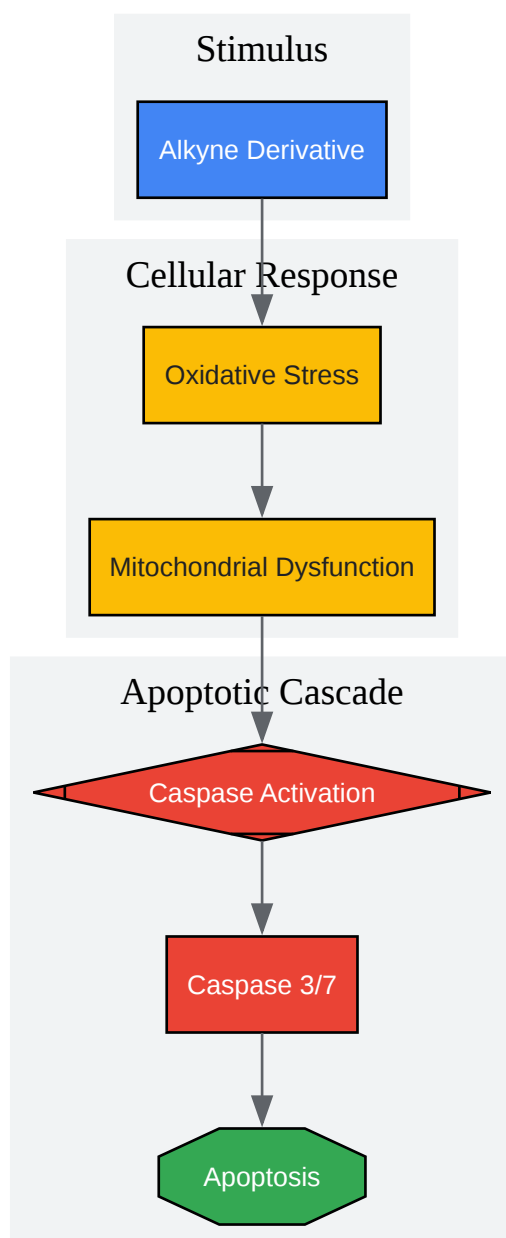 Stimulus
Alkyne Derivative
Cellular Response
Oxidative Stress
Mitochondrial Dysfunction
Apoptotic Cascade
Caspase Activation
Caspase 3/7
Apoptosis